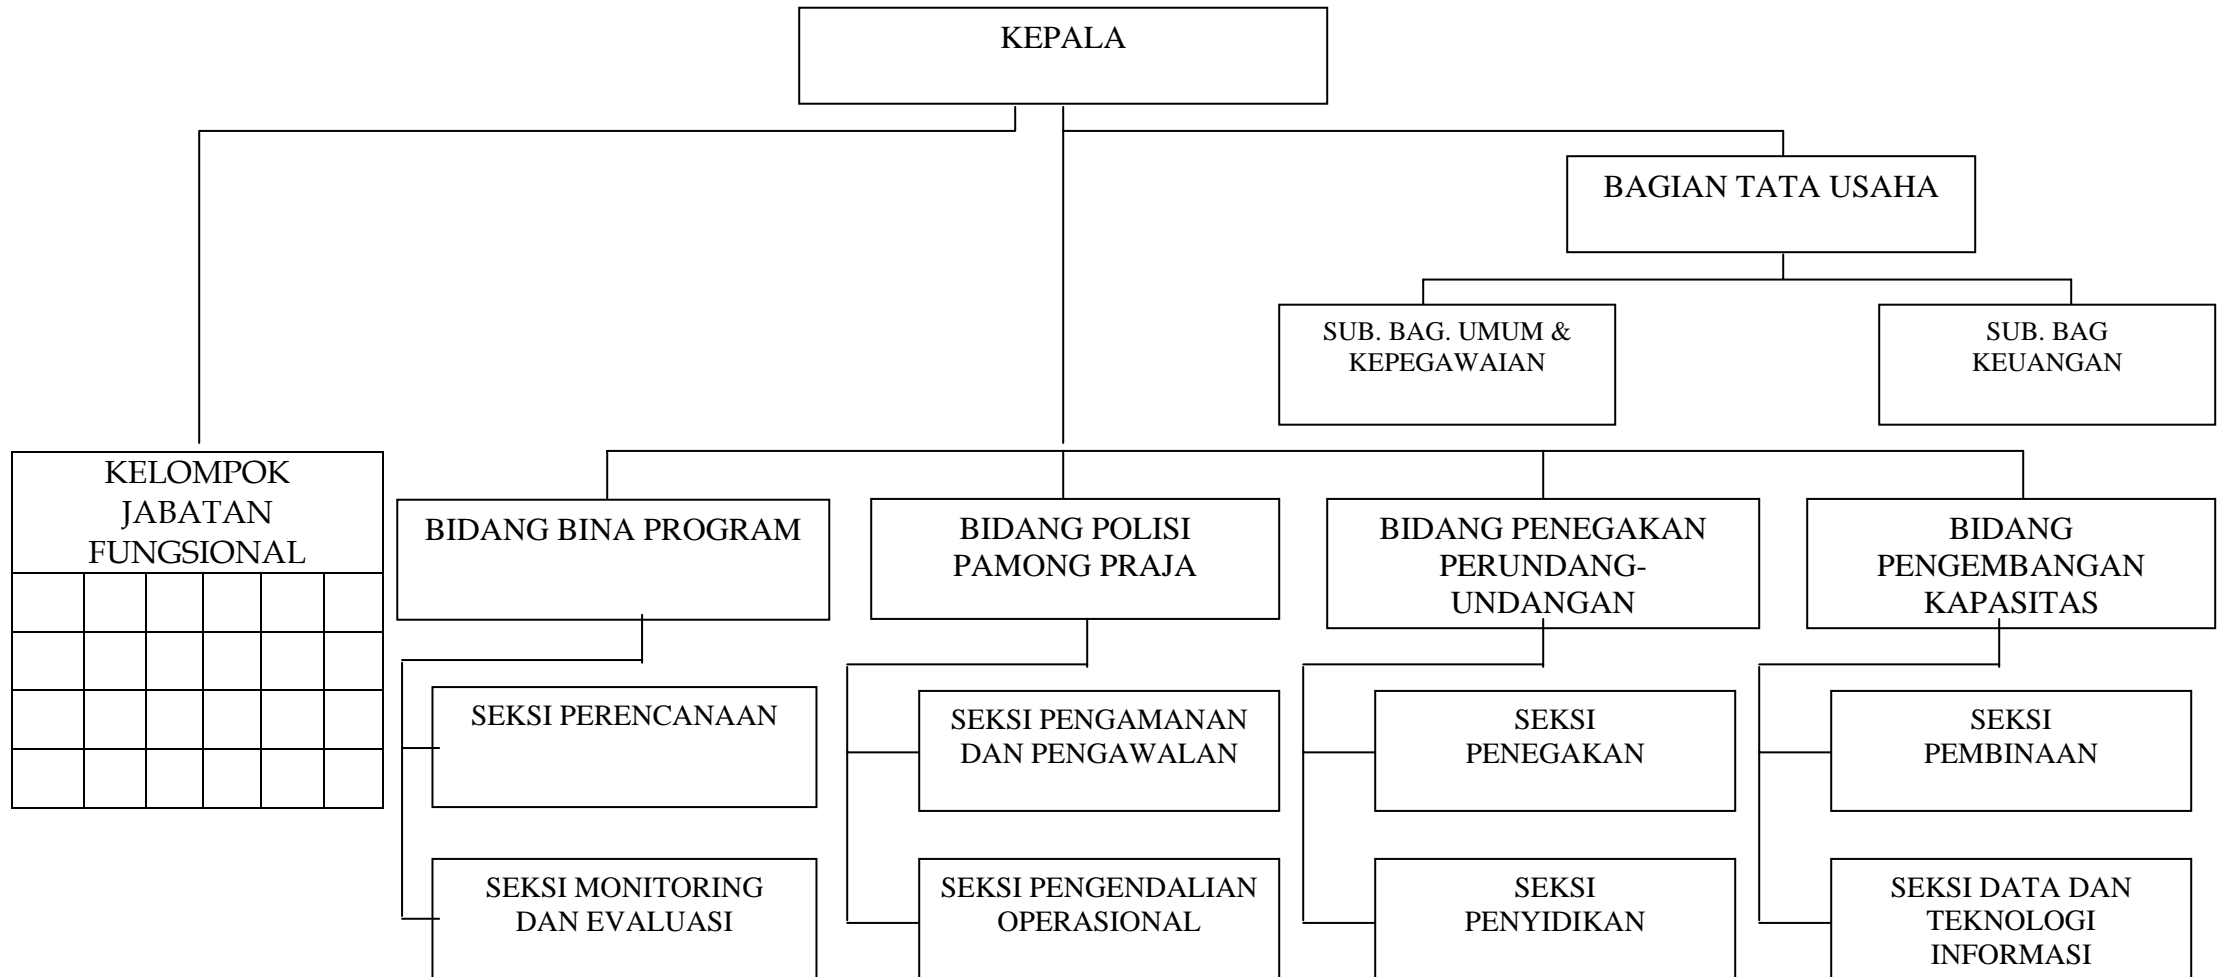 KEPALA
BAGIAN TATA USAHA
SUB. BAG. UMUM &
KEPEGAWAIAN
SUB. BAG
KEUANGAN
KELOMPOK
JABATAN
FUNGSIONAL
BIDANG BINA PROGRAM
BIDANG POLISI
PAMONG PRAJA
BIDANG PENEGAKAN
PERUNDANG-
UNDANGAN
BIDANG
PENGEMBANGAN
KAPASITAS
SEKSI PERENCANAAN
SEKSI PENGAMANAN
DAN PENGAWALAN
SEKSI
PENEGAKAN
SEKSI
PEMBINAAN
SEKSI MONITORING
DAN EVALUASI
SEKSI PENGENDALIAN
OPERASIONAL
SEKSI
PENYIDIKAN
SEKSI DATA DAN
TEKNOLOGI
INFORMASI